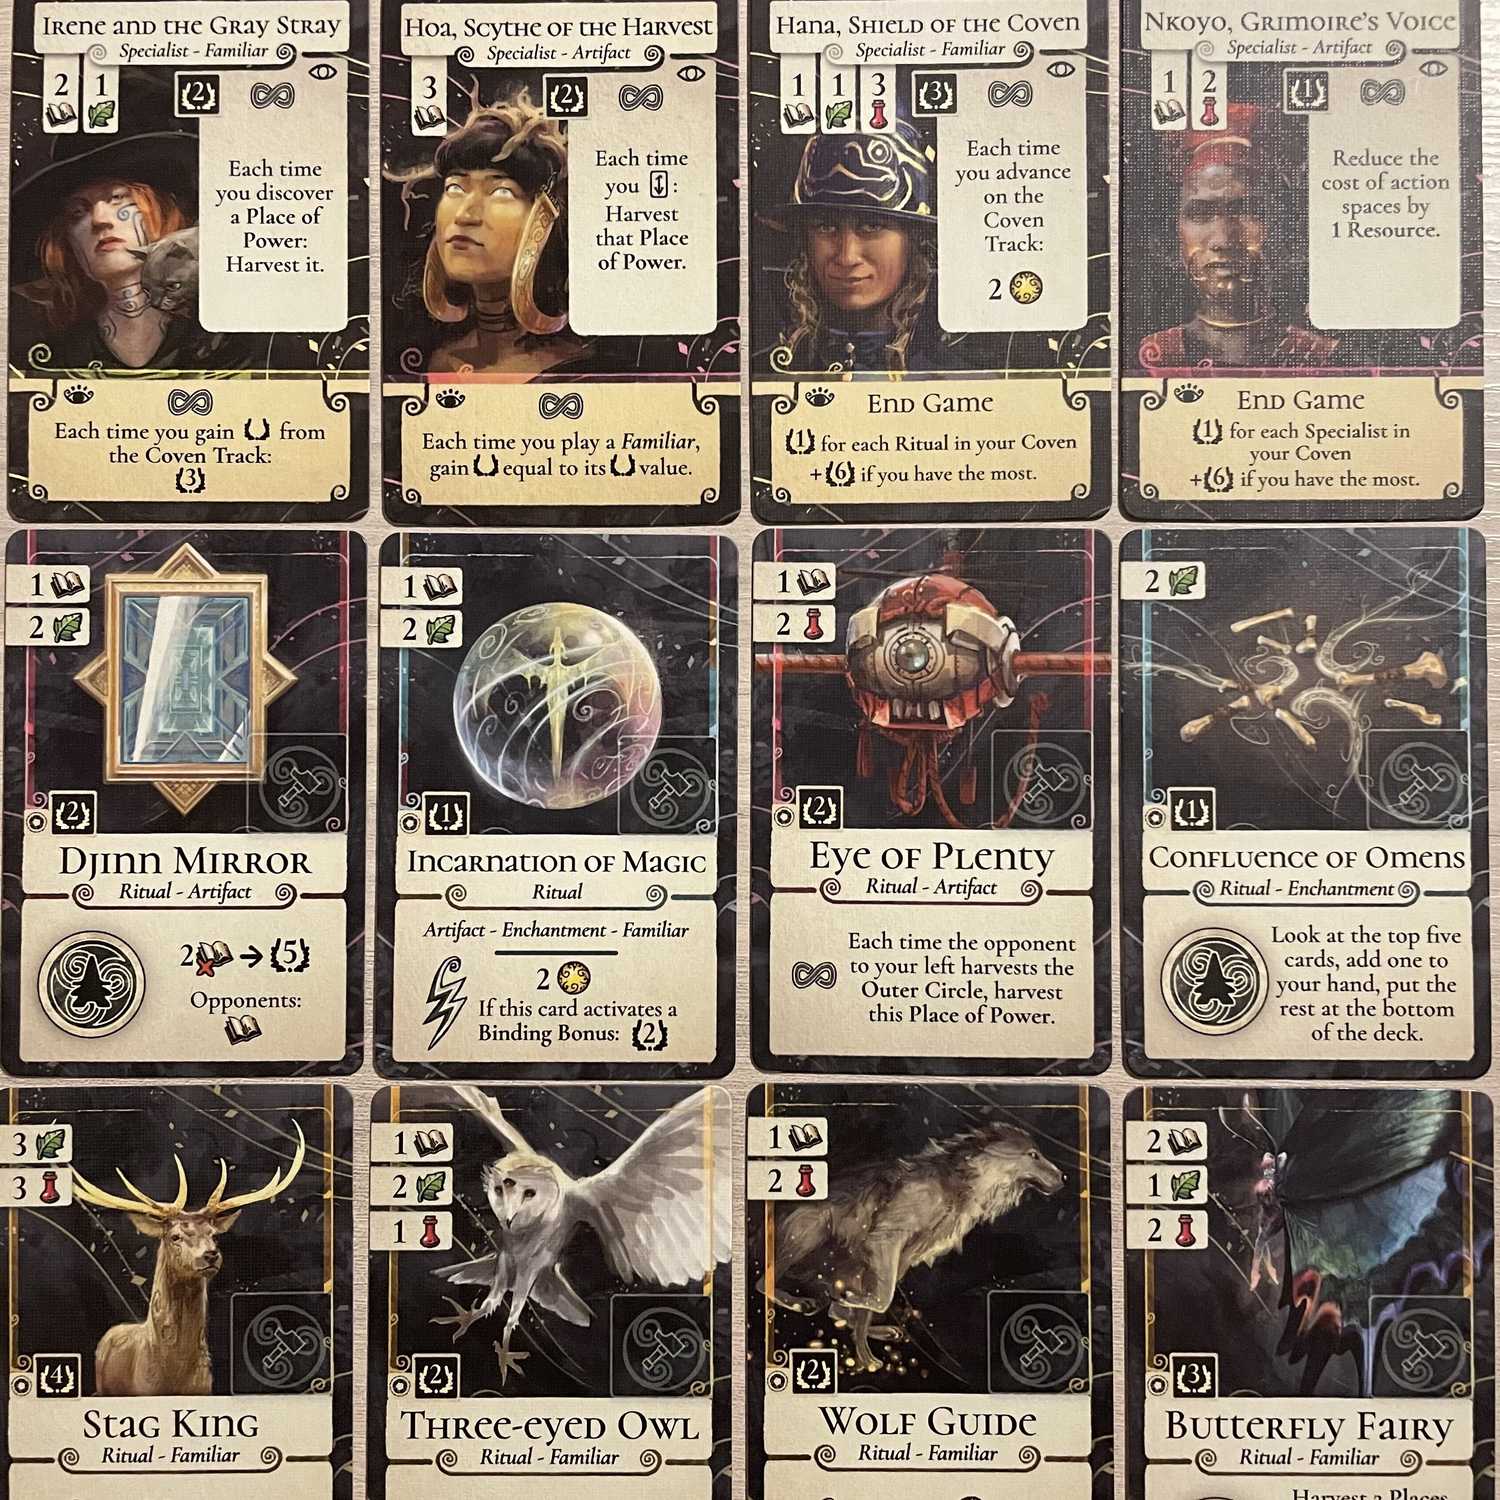 Irene and the Gray Stray
Specialist - Familiar
2 1
2
Each time
you discover
a Place of
Power:
Harvest it.
Each time you gain from
the Coven Track:
3
Hoa, Scythe of the Harvest
Specialist - Artifact
3
2
Each time
you :
Harvest
that Place
of Power.
Each time you play a Familiar,
gain equal to its value.
Hana, Shield of the Coven
Specialist - Familiar
1 1 3
3
Each time
you advance
on the
Coven
Track:
2
End Game
1 for each Ritual in your Coven
+6 if you have the most.
Nkoyo, Grimoire's Voice
Specialist - Artifact
1 2
1
Reduce the
cost of action
spaces by
1 Resource.
End Game
1 for each Specialist in
your Coven
+6 if you have the most.
1
2
2
Djinn Mirror
Ritual - Artifact
2 → 5
Opponents:
1
2
1
Incarnation of Magic
Ritual
Artifact - Enchantment - Familiar
2
If this card activates a
Binding Bonus: 2
1
2
2
Eye of Plenty
Ritual - Artifact
Each time the opponent
to your left harvests the
Outer Circle, harvest
this Place of Power.
2
1
Confluence of Omens
Ritual - Enchantment
Look at the top five
cards, add one to
your hand, put the
rest at the bottom
of the deck.
3
3
4
Stag King
Ritual - Familiar
1
2
1
2
Three-eyed Owl
Ritual - Familiar
1
2
2
Wolf Guide
Ritual - Familiar
2
1
2
3
Butterfly Fairy
Ritual - Familiar
Harvest 2 Places